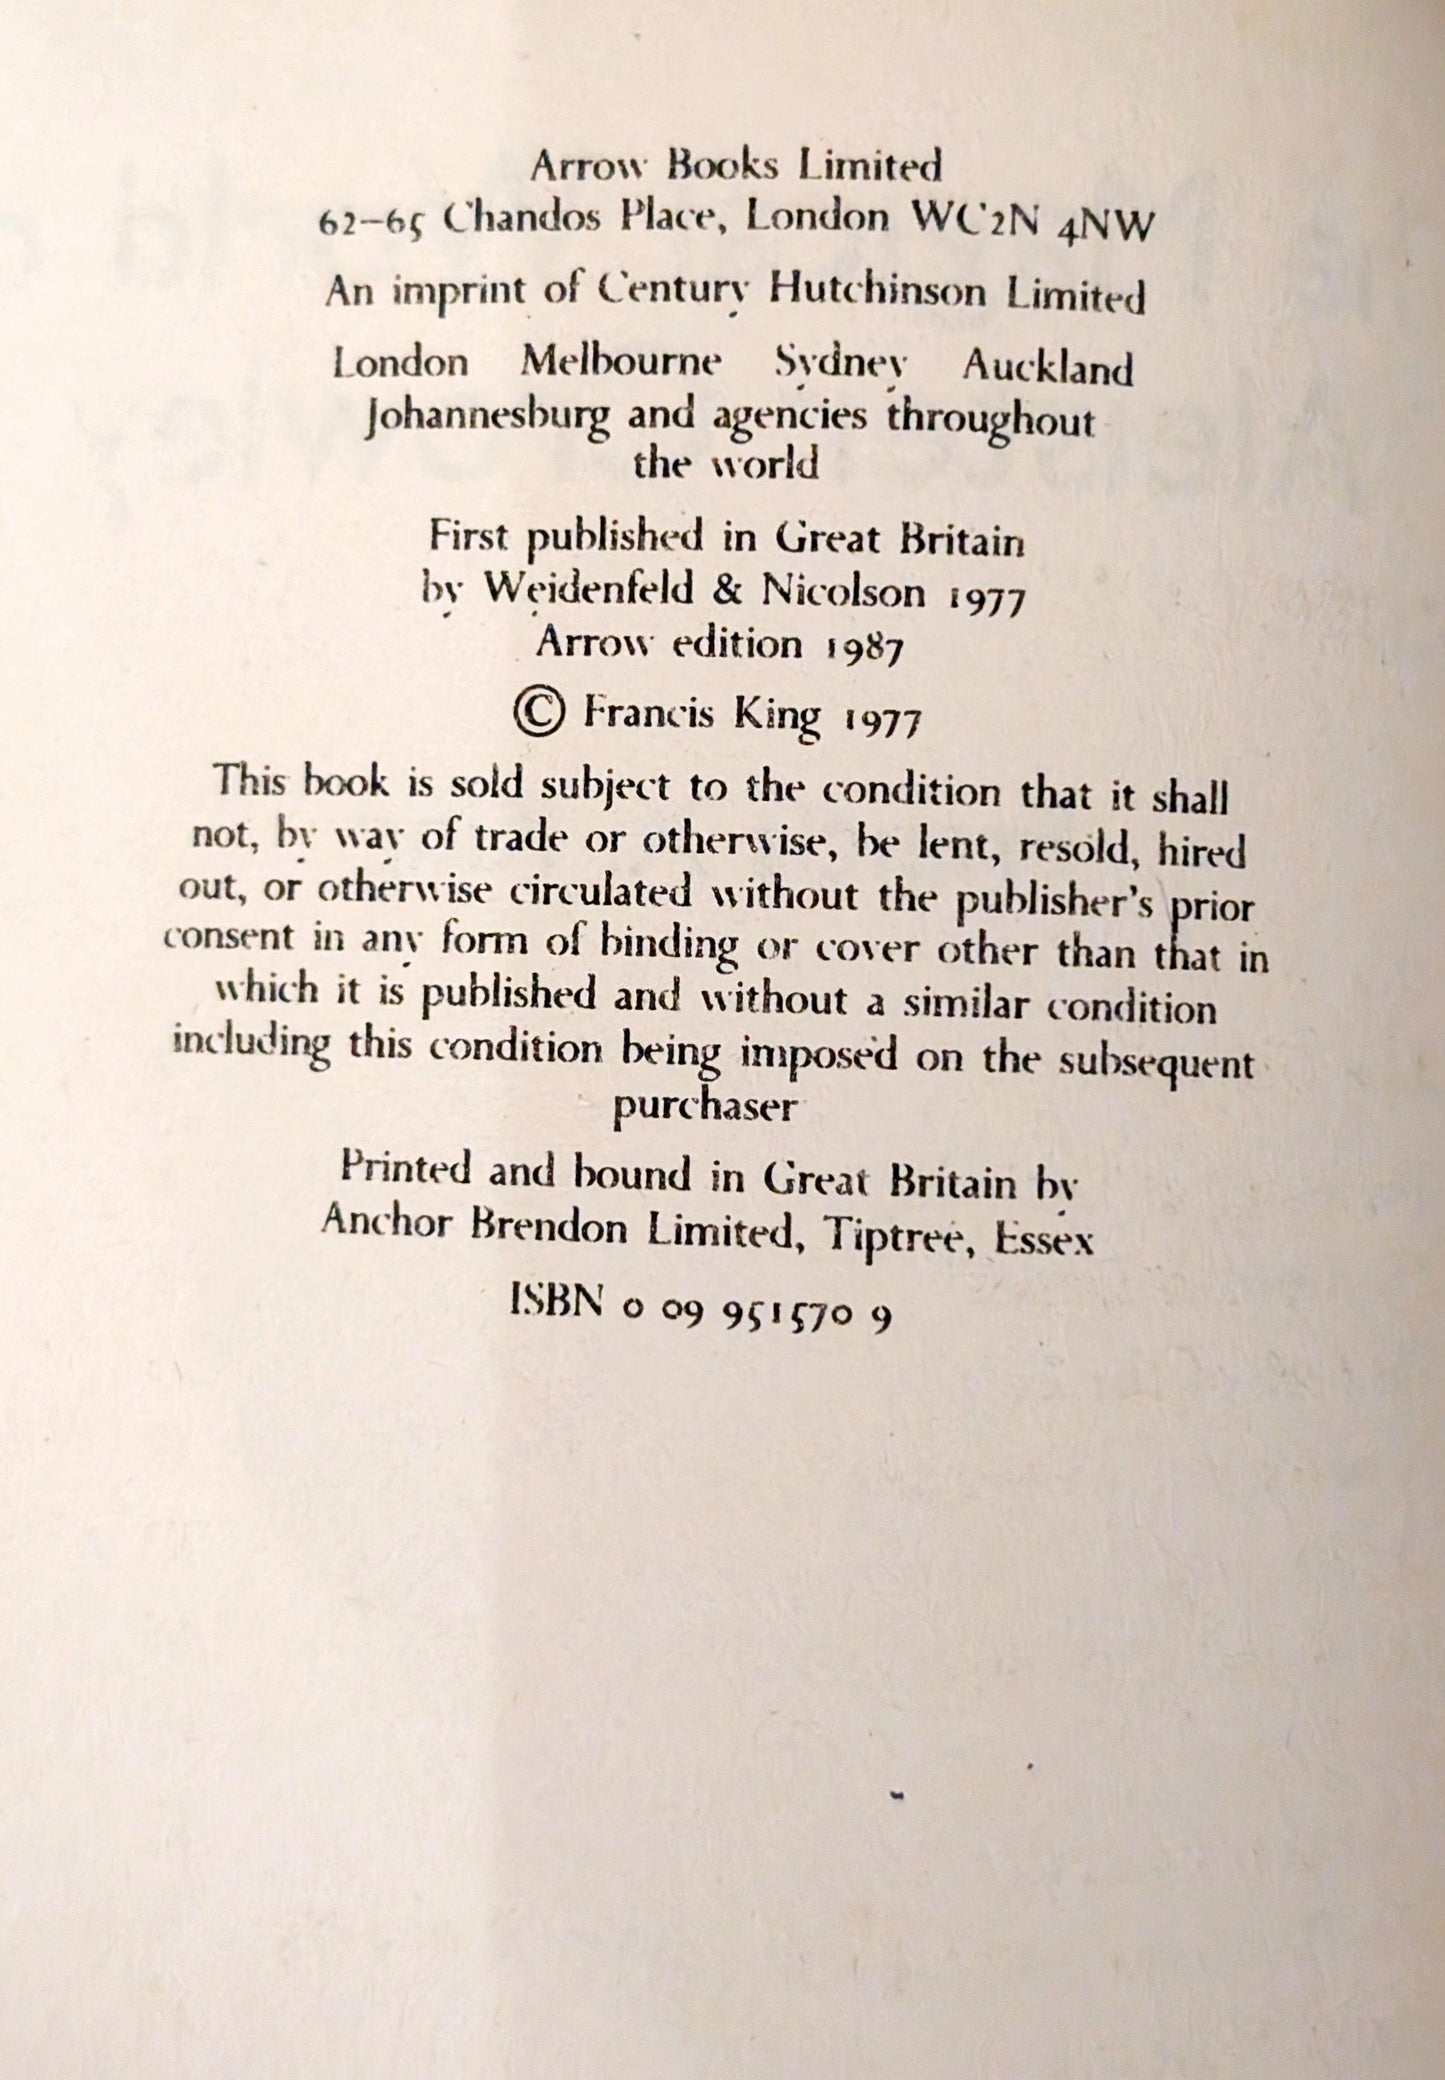 Arrow Books Limited
62–65 Chandos Place, London WC2N 4NW
An imprint of Century Hutchinson Limited
London Melbourne Sydney Auckland
Johannesburg and agencies throughout
the world
First published in Great Britain
by Weidenfeld & Nicolson 1977
Arrow edition 1987
© Francis King 1977
This book is sold subject to the condition that it shall
not, by way of trade or otherwise, be lent, resold, hired
out, or otherwise circulated without the publisher's prior
consent in any form of binding or cover other than that in
which it is published and without a similar condition
including this condition being imposed on the subsequent
purchaser
Printed and bound in Great Britain by
Anchor Brendon Limited, Tiptree, Essex
ISBN 0 09 951570 9